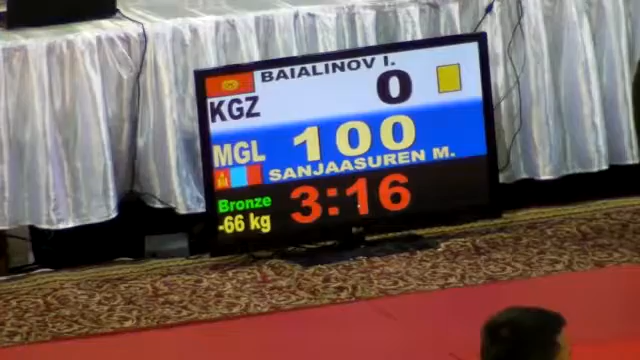 BAIALINOV I.
KGZ 0
MGL 100
SANJAASUREN M.
Bronze
-66 kg
3:16